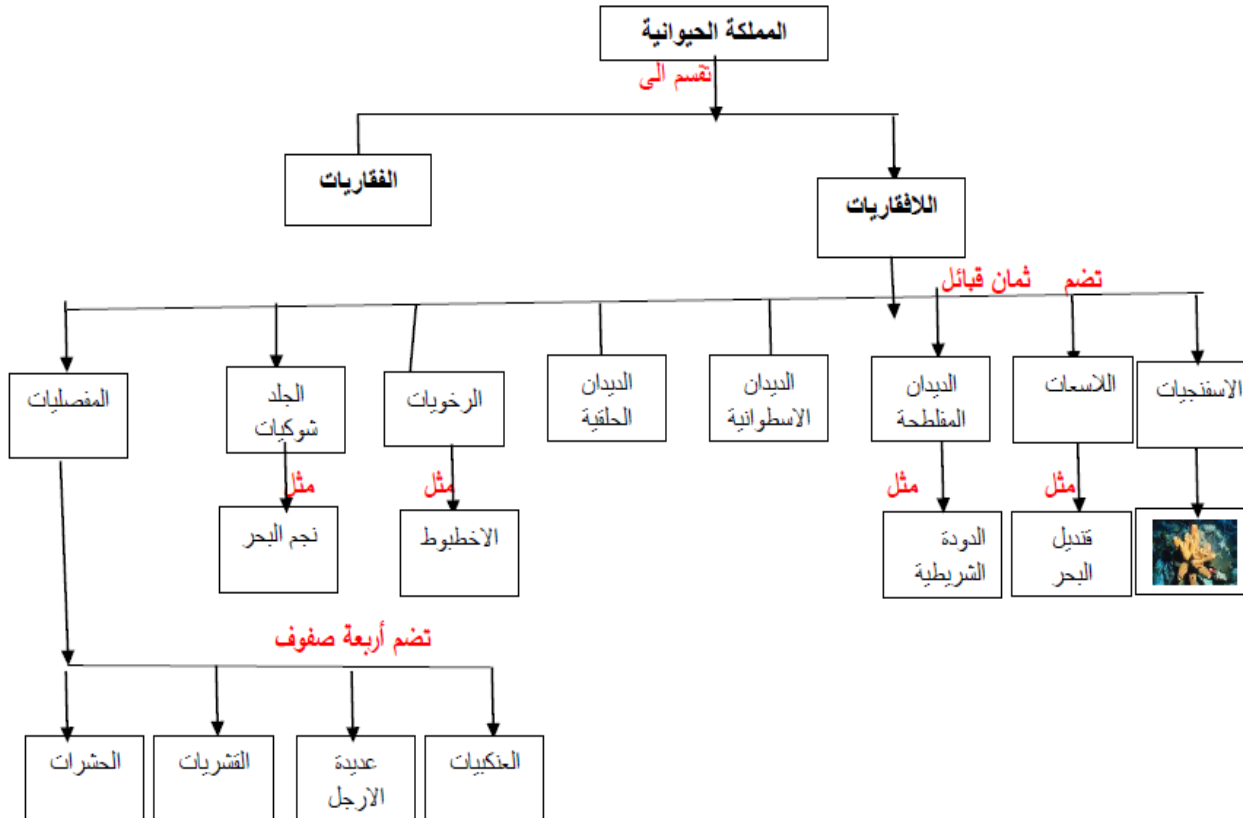 المملكة الحيوانية
تقسم الى
الفقاريات
اللافقاريات
تضم ثمان قبائل
الاسفنجيات
اللاسعات
الديدان
المفلطحة
الديدان
الاسطوانية
الديدان
الحلقية
الرخويات
الجلد
شوكيات
المفصليات
مثل
مثل
مثل
مثل
قنديل
البحر
الدودة
الشريطية
الاخطبوط
نجم البحر
تضم أربعة صفوف
العنكبيات
عديدة
الارجل
القشريات
الحشرات